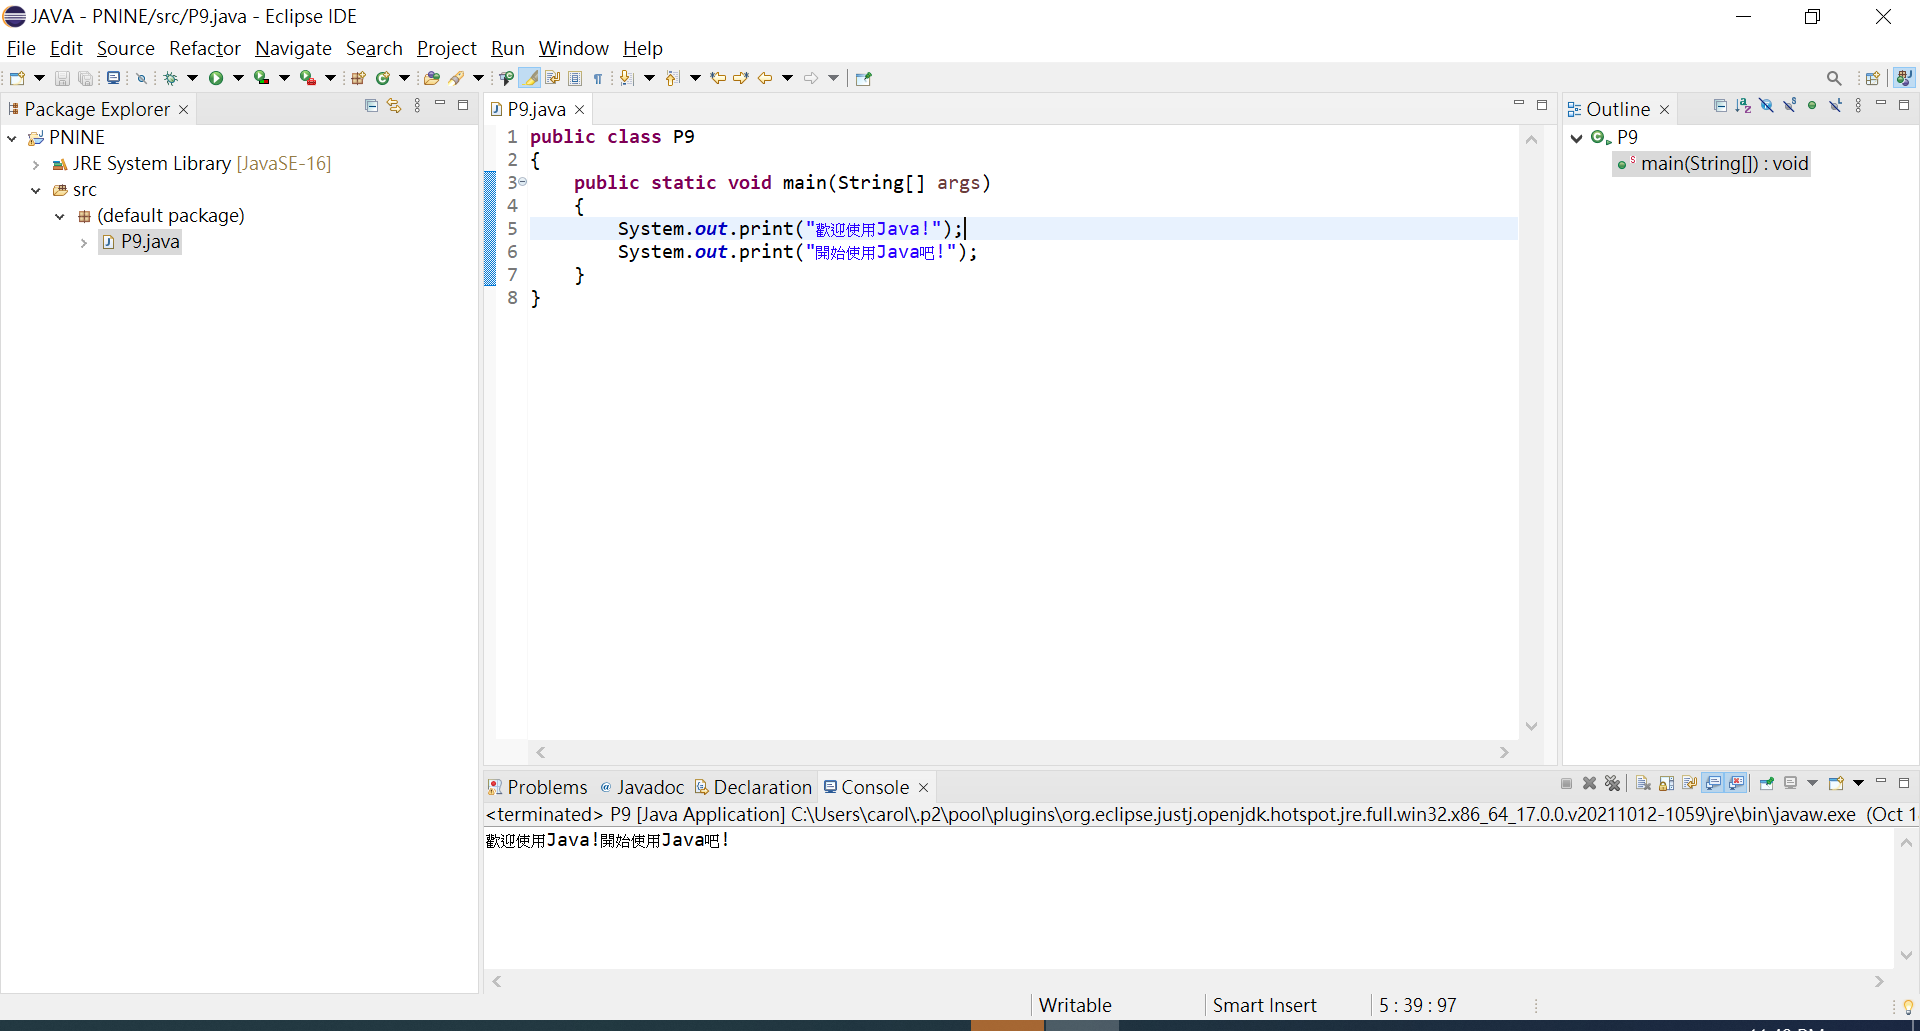 JAVA - PNINE/src/P9.java - Eclipse IDE
File Edit Source Refactor Navigate Search Project Run Window Help
Package Explorer
PNINE
JRE System Library [JavaSE-16]
src
(default package)
P9.java
P9.java
1 public class P9
2 {
3 public static void main(String[] args)
4 {
5 System.out.print("歡迎使用Java!");
6 System.out.print("開始使用Java吧!");
7 }
8 }
Outline
P9
main(String[]) : void
Problems @ Javadoc Declaration Console
<terminated> P9 [Java Application] C:\Users\carol\.p2\pool\plugins\org.eclipse.justj.openjdk.hotspot.jre.full.win32.x86_64_17.0.0.v20211012-1059\jre\bin\javaw.exe (Oct 1
歡迎使用Java!開始使用Java吧!
Writable Smart Insert 5 : 39 : 97